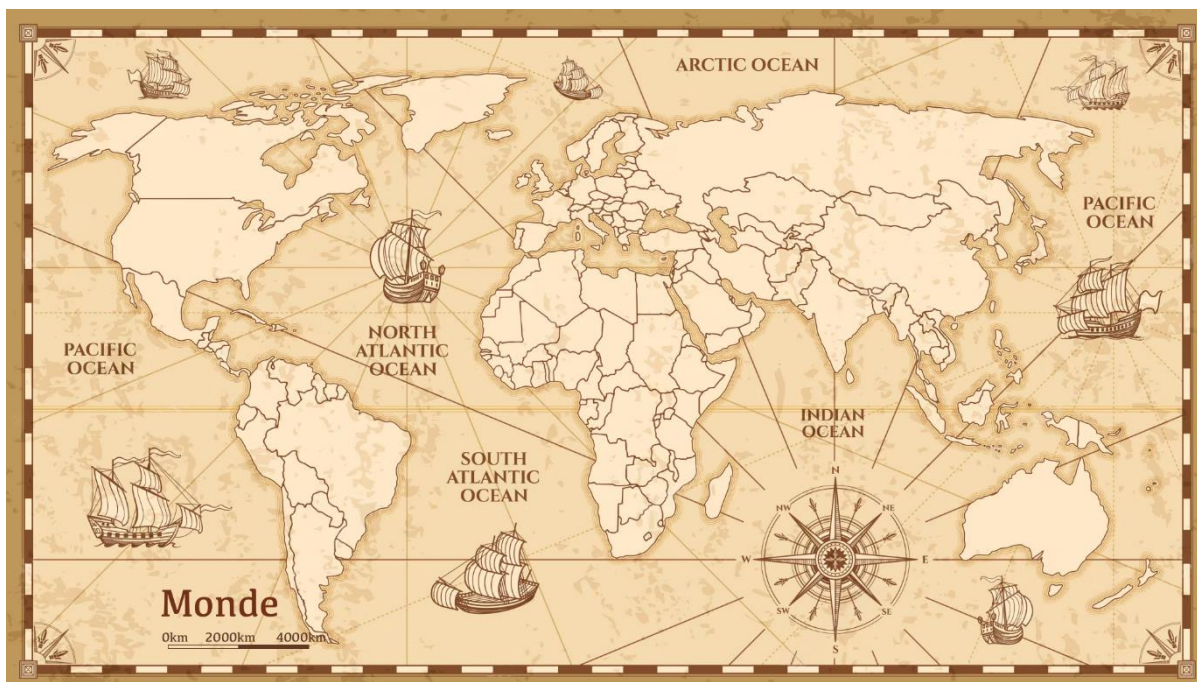 ARCTIC OCEAN
PACIFIC
OCEAN
NORTH
ATLANTIC
OCEAN
PACIFIC
OCEAN
INDIAN
OCEAN
SOUTH
ATLANTIC
OCEAN
N
NW
NE
W
E
SW
SE
S
Monde
0km 2000km 4000km